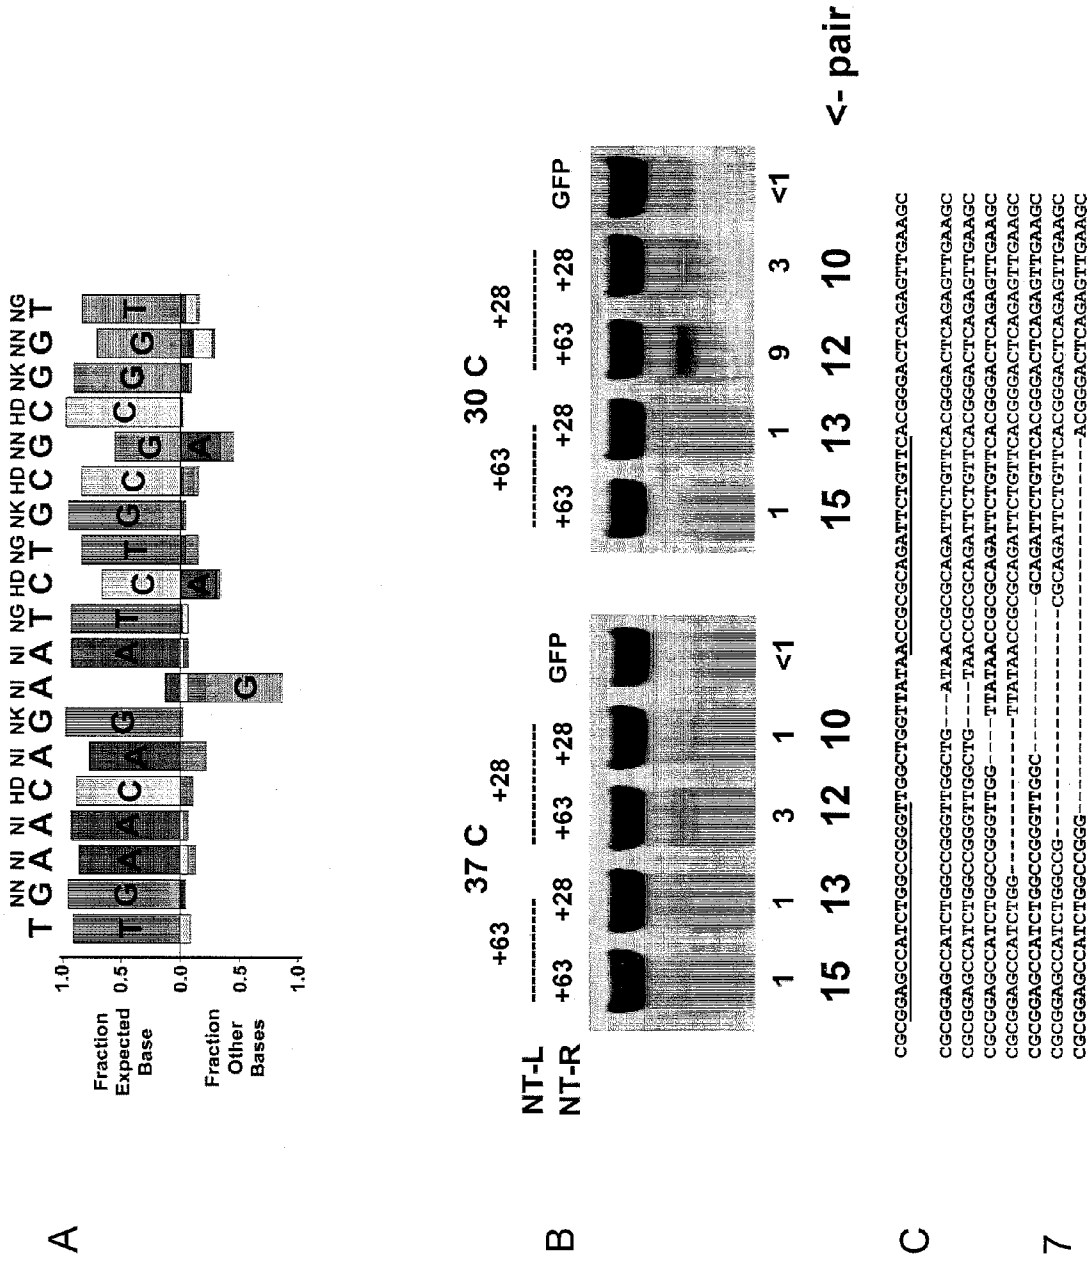 A
NN NI NI HD NI NK NI NI NG HD NG NK HD NN HD NK NN NG
T G A A C A G A A T C T G C G C G G T
1.0
0.5
0.0
0.5
1.0
Fraction
Expected
Base
Fraction
Other
Bases
T G A A C A G A T C T G C G C G G T
G A A
B
37 C 30 C
NT-L +63 +28 +63 +28
NT-R +63 +28 +63 +28 GFP +63 +28 +63 +28 GFP
1 1 3 1 <1 1 1 9 3 <1
15 13 12 10 15 13 12 10 <- pair
C
CGCGGAGCCATCTGGCCGGGTTGGCTGGTTATAACCGCGCAGATTCTGTTCACGGGACTCAGAGTTGAAGC
CGCGGAGCCATCTGGCCGGGTTGGCTG---ATAACCGCGCAGATTCTGTTCACGGGACTCAGAGTTGAAGC
CGCGGAGCCATCTGGCCGGGTTGGCTG----TAACCGCGCAGATTCTGTTCACGGGACTCAGAGTTGAAGC
CGCGGAGCCATCTGGCCGGGTTGG----TTATAACCGCGCAGATTCTGTTCACGGGACTCAGAGTTGAAGC
CGCGGAGCCATCTGG-------------TTATAACCGCGCAGATTCTGTTCACGGGACTCAGAGTTGAAGC
CGCGGAGCCATCTGGCCGGGTTGGC-------------GCAGATTCTGTTCACGGGACTCAGAGTTGAAGC
CGCGGAGCCATCTGGCCG-------------------CGCAGATTCTGTTCACGGGACTCAGAGTTGAAGC
CGCGGAGCCATCTGGCCGGG-------------------------------ACGGGACTCAGAGTTGAAGC
7